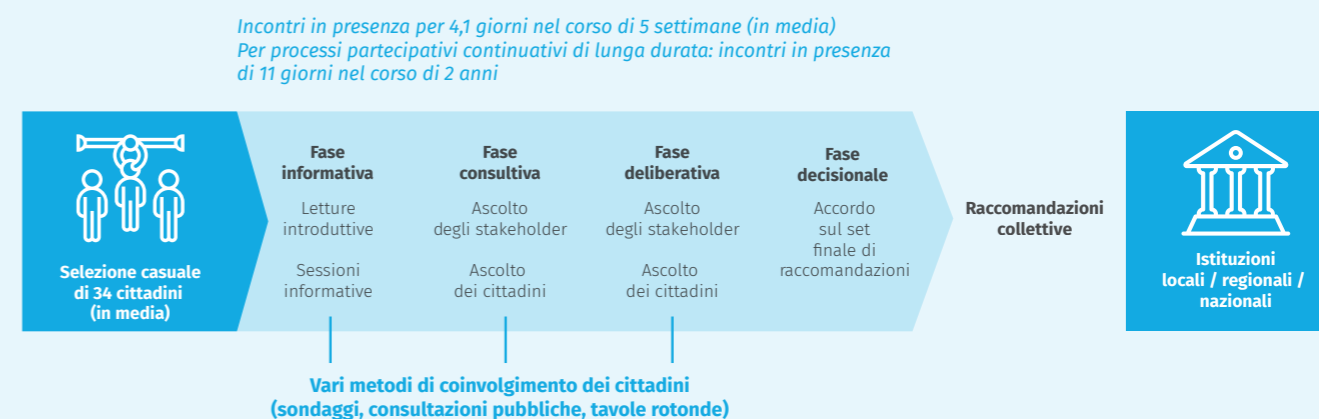 Incontri in presenza per 4,1 giorni nel corso di 5 settimane (in media)
Per processi partecipativi continuativi di lunga durata: incontri in presenza
di 11 giorni nel corso di 2 anni
Selezione casuale
di 34 cittadini
(in media)
Fase
informativa
Letture
introduttive
Sessioni
informative
Fase
consultiva
Ascolto
degli stakeholder
Ascolto
dei cittadini
Fase
deliberativa
Ascolto
degli stakeholder
Ascolto
dei cittadini
Fase
decisionale
Accordo
sul set
finale di
raccomandazioni
Raccomandazioni
collettive
Istituzioni
locali / regionali /
nazionali
Vari metodi di coinvolgimento dei cittadini
(sondaggi, consultazioni pubbliche, tavole rotonde)